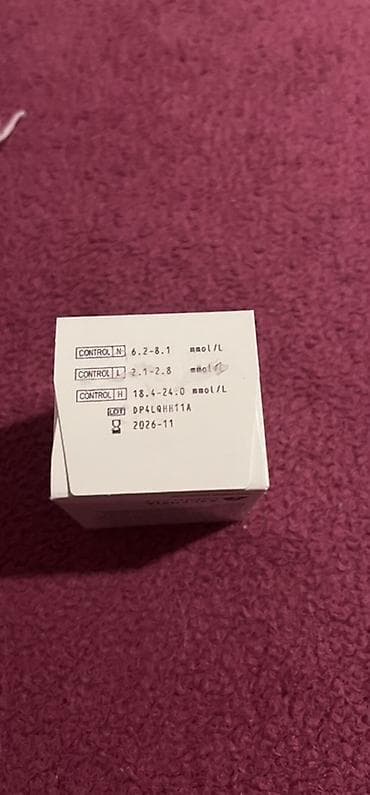 CONTROL N 6.2-8.1 mmol/L
CONTROL L 2.1-2.8 mmol/L
CONTROL H 18.4-24.0 mmol/L
LOT DP4LQHH11A
2026-11